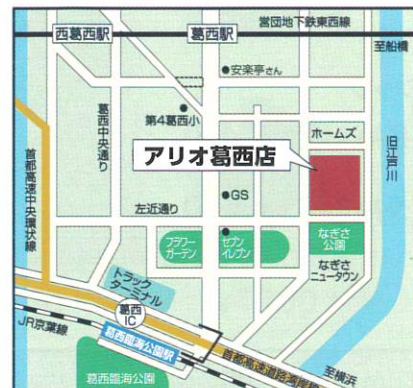 営団地下鉄東西線
西葛西駅
葛西駅
至船橋
安楽亭さん
葛西中央通り
第4葛西小
ホームズ
旧江戸川
アリオ葛西店
首都高速中央環状線
GS
左近通り
フラワー
ガーデン
セブン
イレブン
なぎさ
公園
なぎさ
ニュータウン
トラック
ターミナル
葛西
IC
JR京葉線
葛西臨海公園駅
至横浜
葛西臨海公園